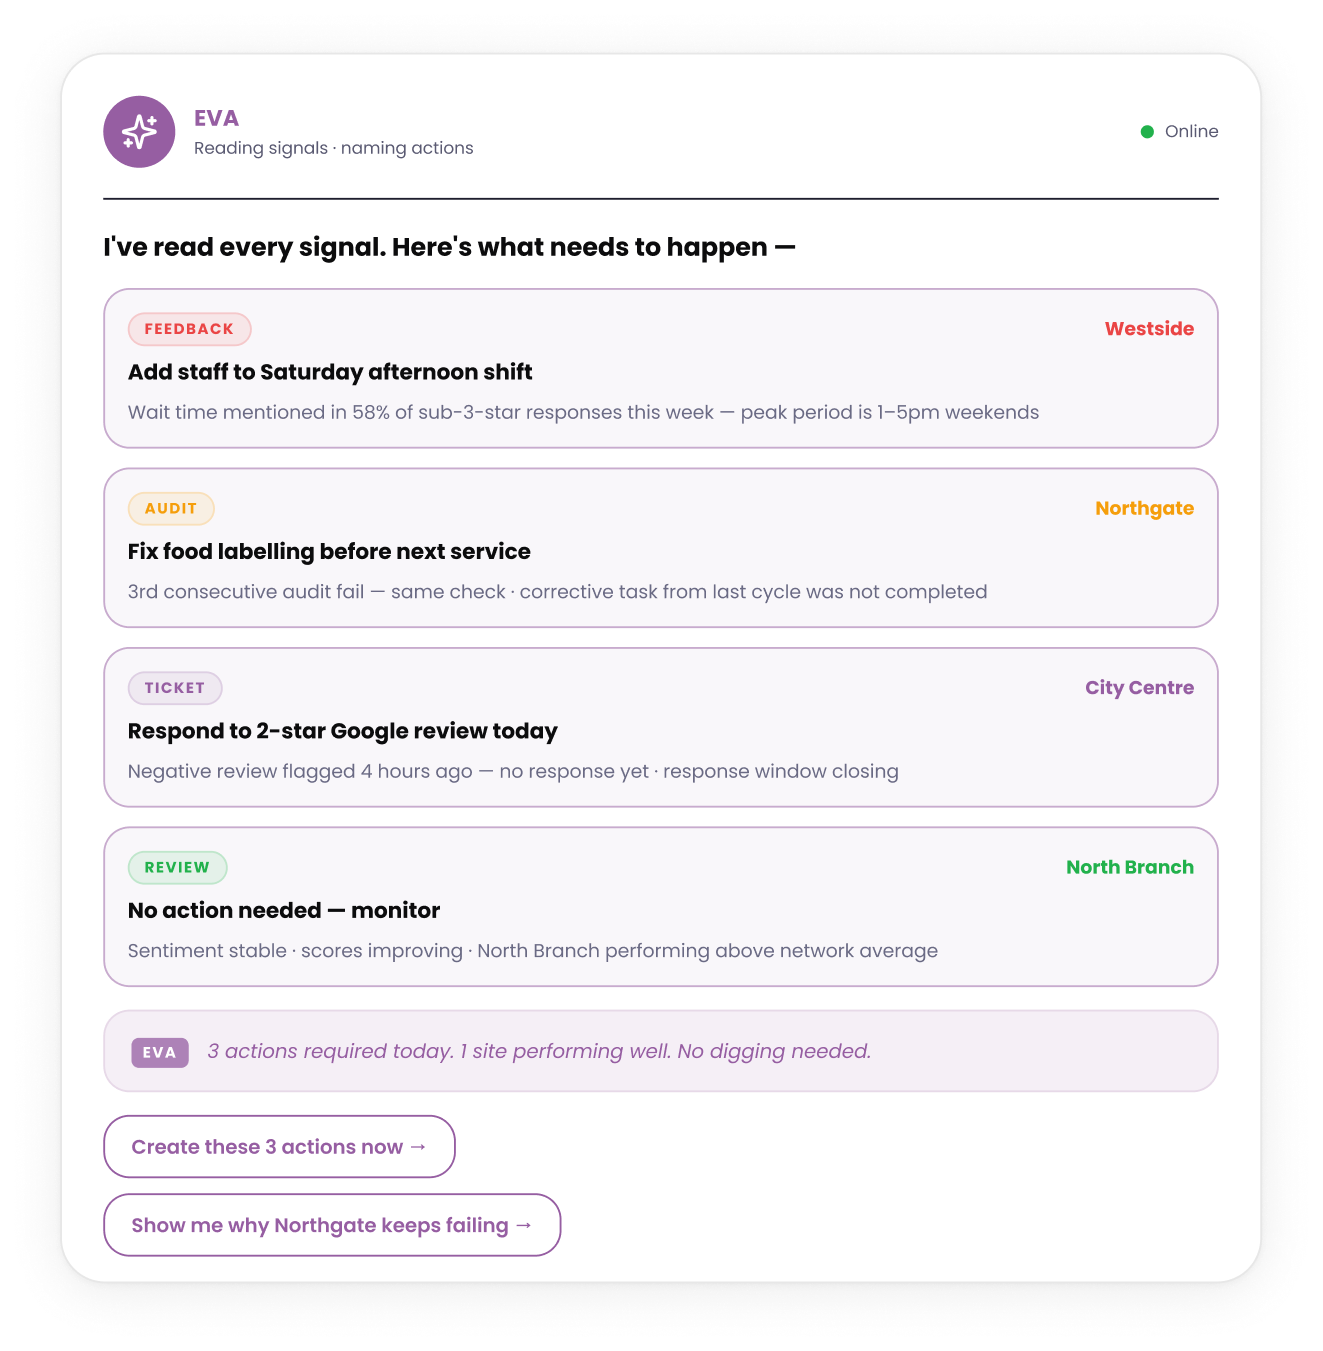 EVA
Reading signals · naming actions
Online
I've read every signal. Here's what needs to happen —
FEEDBACK
Westside
Add staff to Saturday afternoon shift
Wait time mentioned in 58% of sub-3-star responses this week — peak period is 1–5pm weekends
AUDIT
Northgate
Fix food labelling before next service
3rd consecutive audit fail — same check · corrective task from last cycle was not completed
TICKET
City Centre
Respond to 2-star Google review today
Negative review flagged 4 hours ago — no response yet · response window closing
REVIEW
North Branch
No action needed — monitor
Sentiment stable · scores improving · North Branch performing above network average
EVA
3 actions required today. 1 site performing well. No digging needed.
Create these 3 actions now →
Show me why Northgate keeps failing →